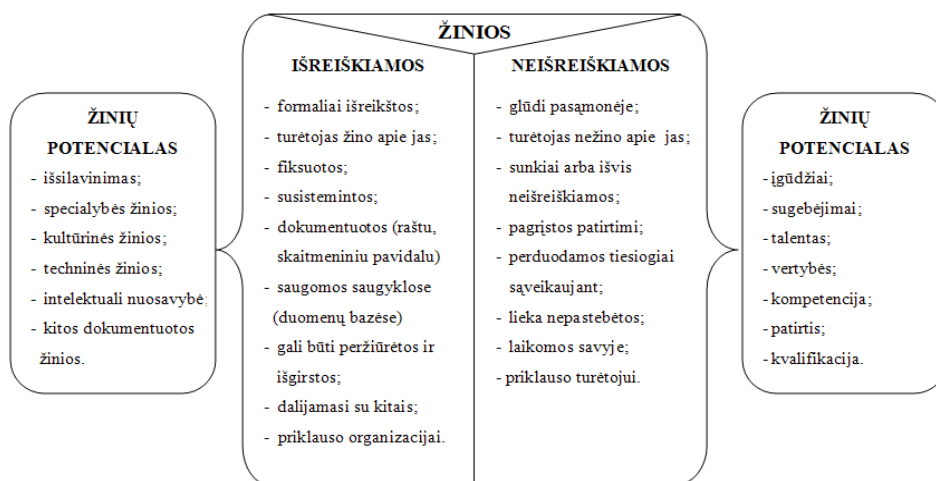 ŽINIOS
ŽINIŲ
POTENCIALAS
- išsilavinimas;
- specialybės žinios;
- kultūrinės žinios;
- techninės žinios;
- intelektuali nuosavybė;
- kitos dokumentuotos
žinios.
IŠREIŠKIAMOS
- formaliai išreikštos;
- turėtojas žino apie jas;
- fiksuotos;
- susistemintos;
- dokumentuotos (raštu,
skaitmeniniu pavidalu)
- saugomos saugyklose
(duomenų bazėse)
- gali būti peržiūrėtos ir
išgirstos;
- dalijamasi su kitais;
- priklauso organizacijai.
NEIŠREIŠKIAMOS
- glūdi pasąmonėje;
- turėtojas nežino apie jas;
- sunkiai arba išvis
neišreiškiamos;
- pagrįstos patirtimi;
- perduodamos tiesiogiai
sąveikaujant;
- lieka nepastebėtos;
- laikomos savyje;
- priklauso turėtojui.
ŽINIŲ
POTENCIALAS
- įgūdžiai;
- sugebėjimai;
- talentas;
- vertybės;
- kompetencija;
- patirtis;
- kvalifikacija.